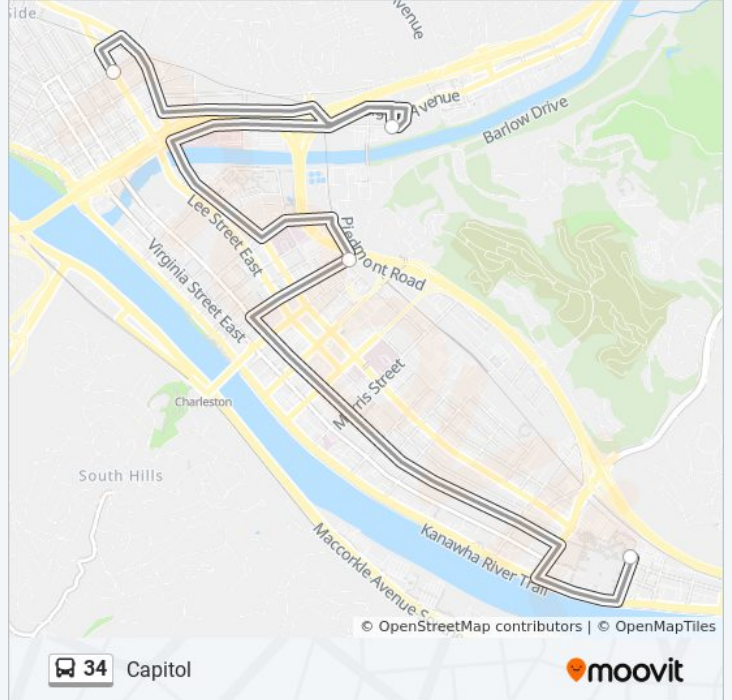 Side
Avenue
Avenue
Barlow Drive
Lee Street East
Piedmont Road
Virginia Street East
Morris Street
Charleston
South Hills
Kanawha River Trail
Maccorkle Avenue S
© OpenStreetMap contributors | © OpenMapTiles
34 Capitol
moovit